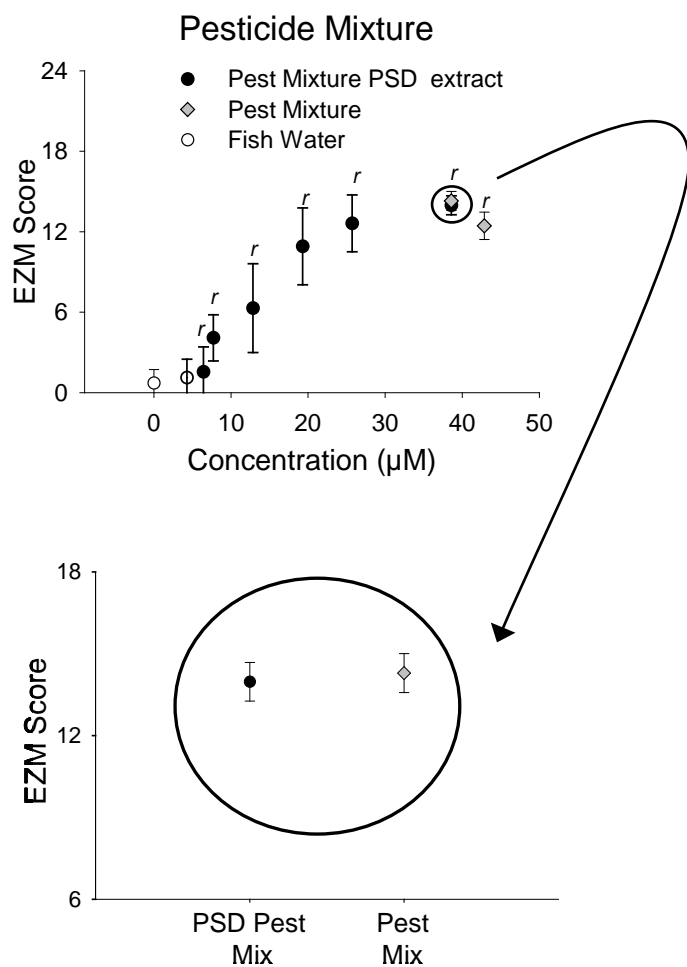 Pesticide Mixture
24
18
12
6
0
EZM Score
Pest Mixture PSD extract
Pest Mixture
Fish Water
r
r
r
r
r
r
r
0 10 20 30 40 50
Concentration (µM)
18
12
6
EZM Score
PSD Pest Mix
Pest Mix